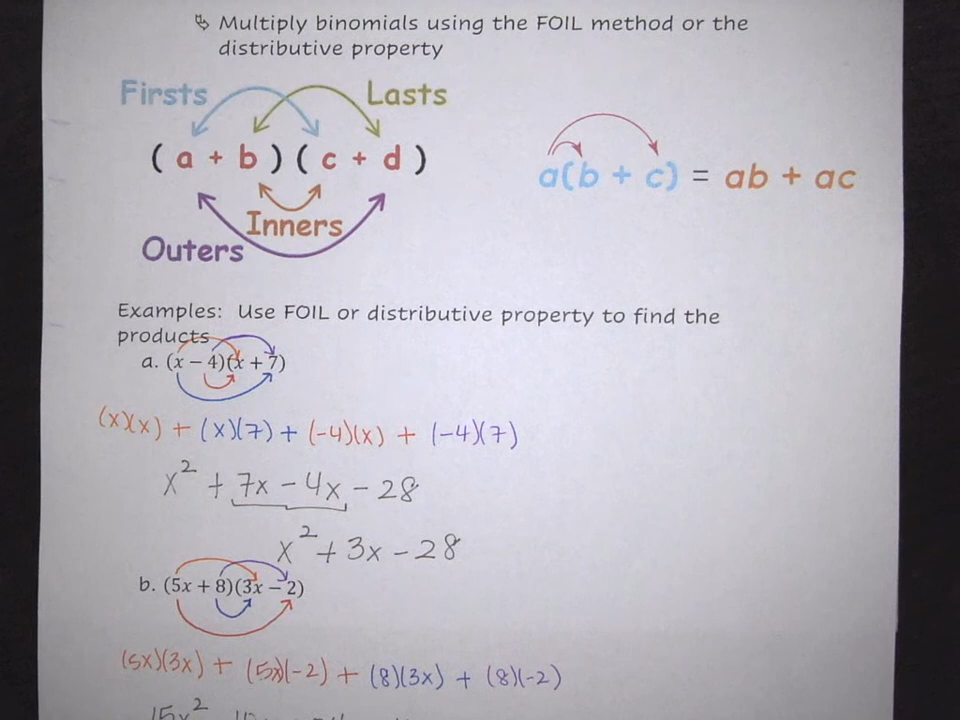 Multiply binomials using the FOIL method or the
distributive property
Firsts Lasts
( a + b ) ( c + d )
Inners
Outers
a(b + c) = ab + ac
Examples: Use FOIL or distributive property to find the
products
a. (x − 4)(x + 7)
(x)(x) + (x)(7) + (-4)(x) + (-4)(7)
x² + 7x - 4x - 28
x² + 3x - 28
b. (5x + 8)(3x − 2)
(5x)(3x) + (5x)(-2) + (8)(3x) + (8)(-2)
15x²